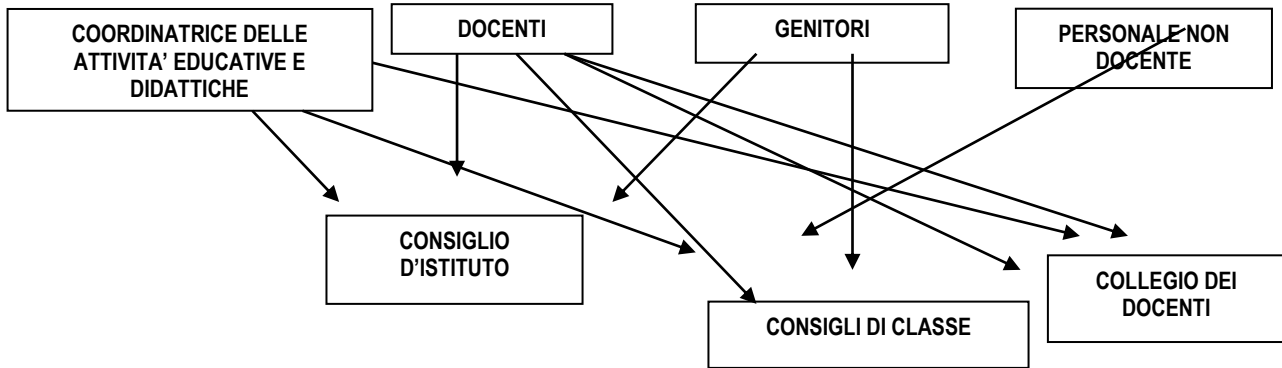 COORDINATRICE DELLE
ATTIVITA’ EDUCATIVE E
DIDATTICHE
DOCENTI
GENITORI
PERSONALE NON
DOCENTE
CONSIGLIO
D’ISTITUTO
CONSIGLI DI CLASSE
COLLEGIO DEI
DOCENTI